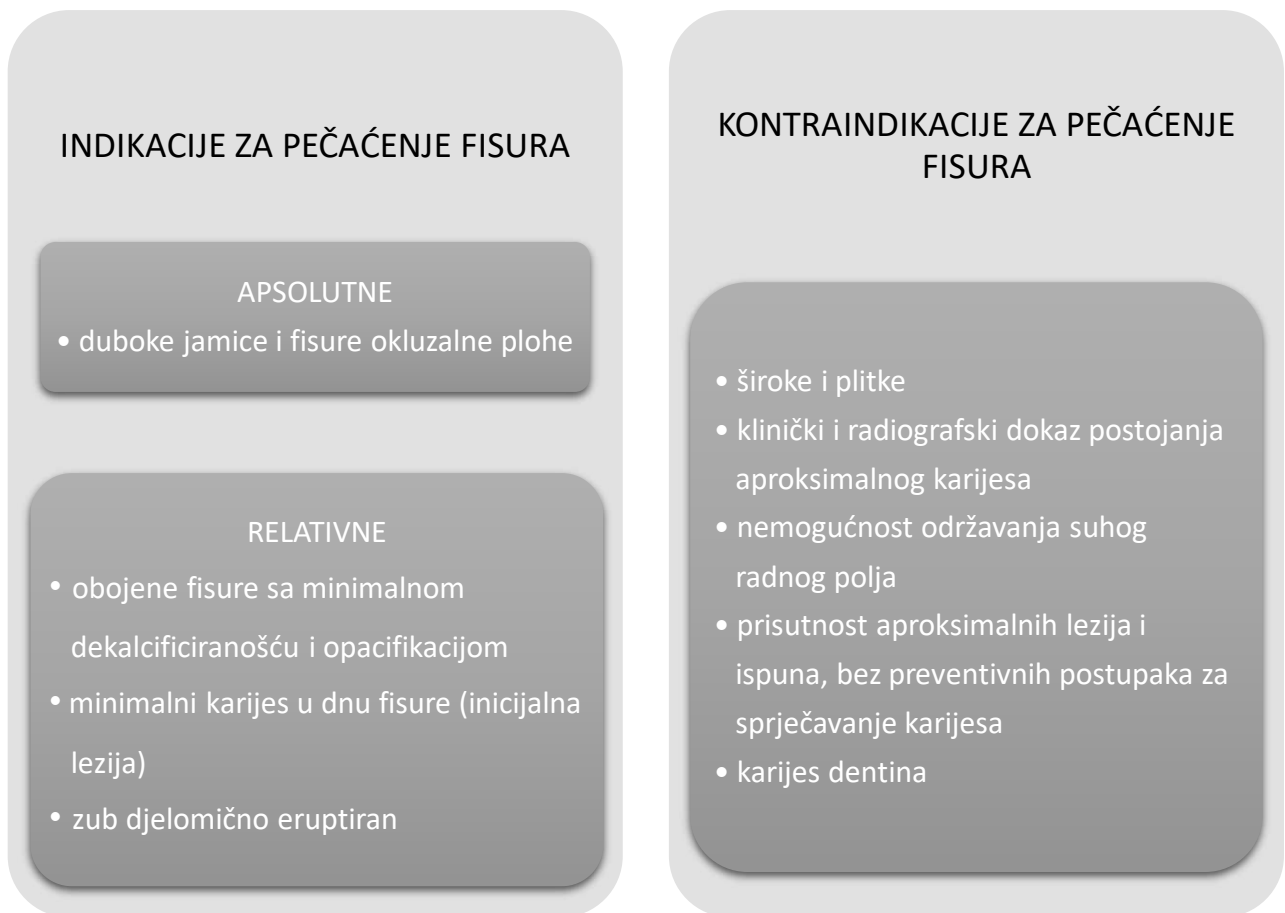 INDIKACIJE ZA PEČAĆENJE FISURA
APSOLUTNE
• duboke jamice i fisure okluzalne plohe
RELATIVNE
• obojene fisure sa minimalnom
dekalcificiranošću i opacifikacijom
• minimalni karijes u dnu fisure (inicijalna
lezija)
• zub djelomično eruptiran
KONTRAINDIKACIJE ZA PEČAĆENJE
FISURA
• široke i plitke
• klinički i radiografski dokaz postojanja
aproksimalnog karijesa
• nemogućnost održavanja suhog
radnog polja
• prisutnost aproksimalnih lezija i
ispuna, bez preventivnih postupaka za
sprječavanje karijesa
• karijes dentina